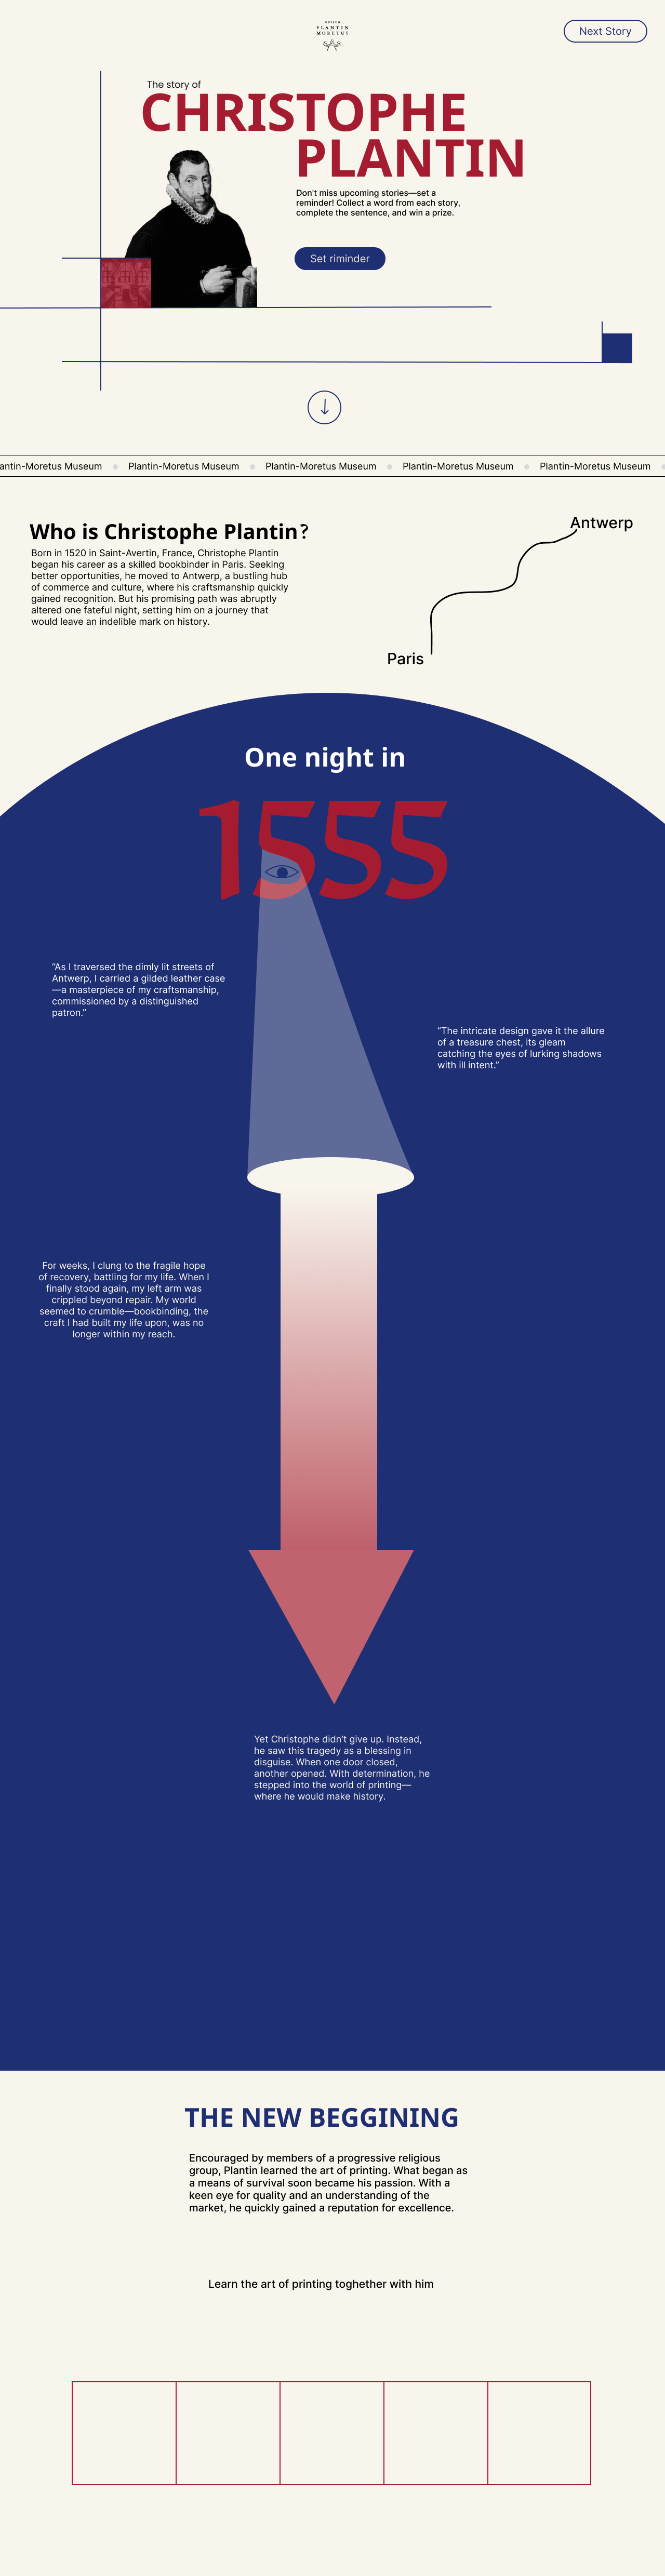 MUSEUM
PLANTIN
MORETUS
Next Story
The story of
CHRISTOPHE
PLANTIN
Don't miss upcoming stories—set a
reminder! Collect a word from each story,
complete the sentence, and win a prize.
Set riminder
antin-Moretus Museum Plantin-Moretus Museum Plantin-Moretus Museum Plantin-Moretus Museum Plantin-Moretus Museum
Who is Christophe Plantin?
Born in 1520 in Saint-Avertin, France, Christophe Plantin
began his career as a skilled bookbinder in Paris. Seeking
better opportunities, he moved to Antwerp, a bustling hub
of commerce and culture, where his craftsmanship quickly
gained recognition. But his promising path was abruptly
altered one fateful night, setting him on a journey that
would leave an indelible mark on history.
Antwerp
Paris
One night in
1555
"As I traversed the dimly lit streets of
Antwerp, I carried a gilded leather case
—a masterpiece of my craftsmanship,
commissioned by a distinguished
patron."
"The intricate design gave it the allure
of a treasure chest, its gleam
catching the eyes of lurking shadows
with ill intent."
For weeks, I clung to the fragile hope
of recovery, battling for my life. When I
finally stood again, my left arm was
crippled beyond repair. My world
seemed to crumble—bookbinding, the
craft I had built my life upon, was no
longer within my reach.
Yet Christophe didn't give up. Instead,
he saw this tragedy as a blessing in
disguise. When one door closed,
another opened. With determination, he
stepped into the world of printing—
where he would make history.
THE NEW BEGGINING
Encouraged by members of a progressive religious
group, Plantin learned the art of printing. What began as
a means of survival soon became his passion. With a
keen eye for quality and an understanding of the
market, he quickly gained a reputation for excellence.
Learn the art of printing toghether with him